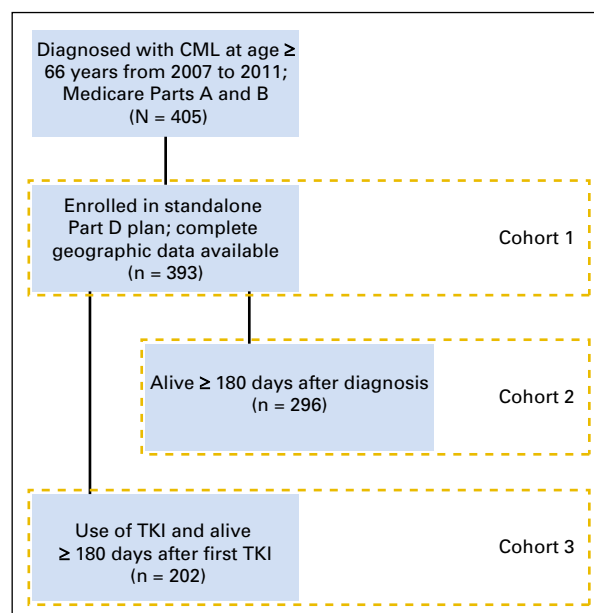 Diagnosed with CML at age ≥
66 years from 2007 to 2011;
Medicare Parts A and B
(N = 405)
Enrolled in standalone
Part D plan; complete
geographic data available
(n = 393)
Cohort 1
Alive ≥ 180 days after diagnosis
(n = 296)
Cohort 2
Use of TKI and alive
≥ 180 days after first TKI
(n = 202)
Cohort 3